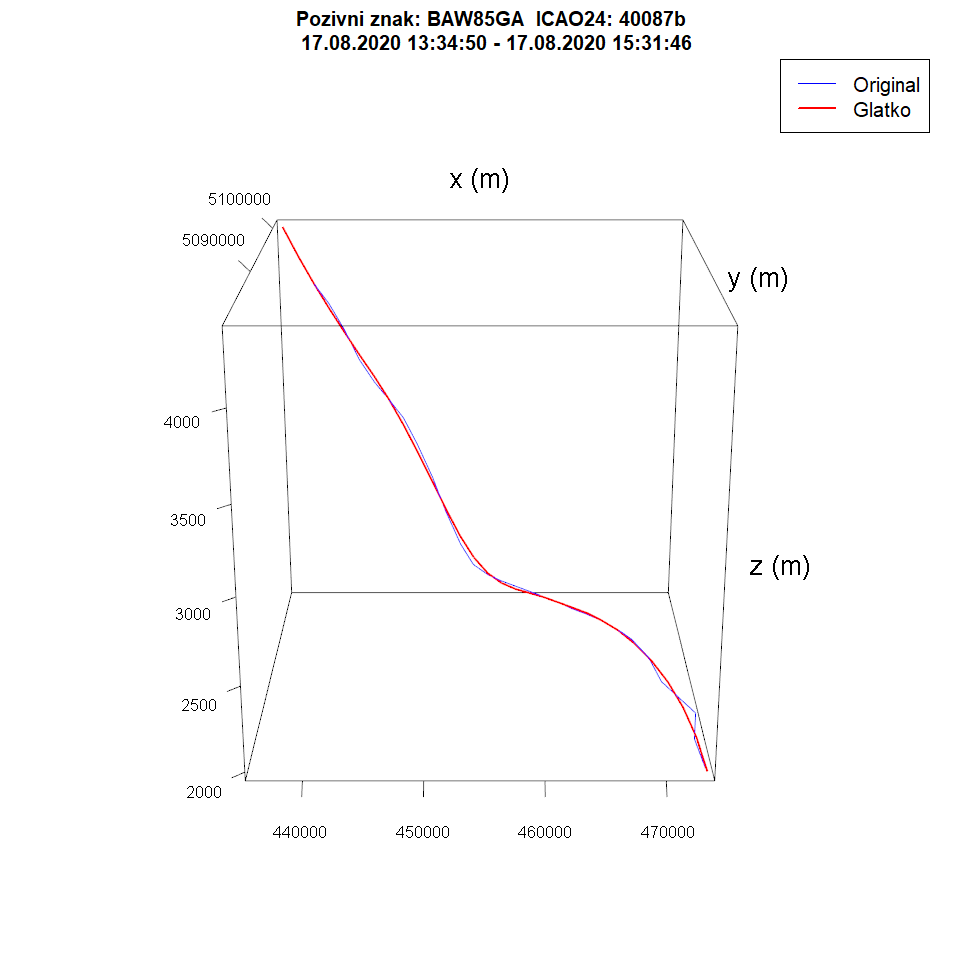 Pozivni znak: BAW85GA  ICAO24: 40087b
17.08.2020 13:34:50 - 17.08.2020 15:31:46
Original
Glatko
x (m)
5100000
5090000
y (m)
4000
3500
z (m)
3000
2500
2000
440000
450000
460000
470000